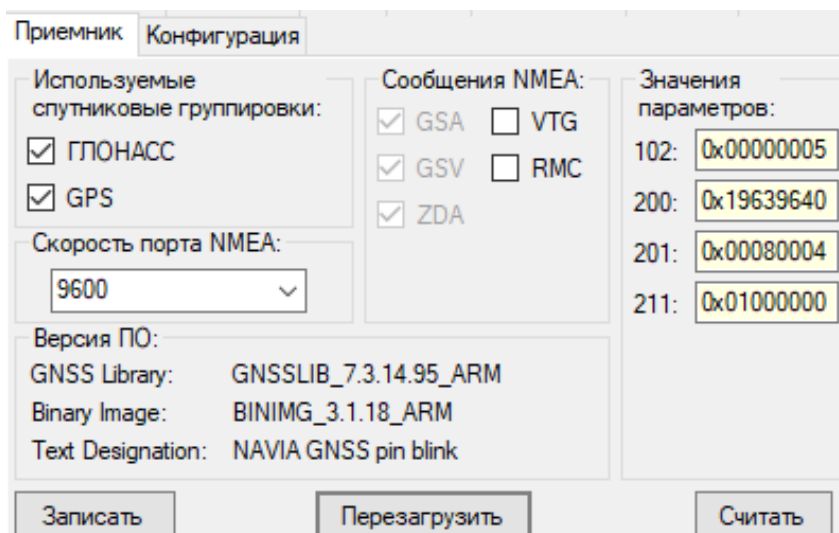 Приемник Конфигурация
Используемые
спутниковые группировки:
ГЛОНАСС
GPS
Скорость порта NMEA:
9600
Сообщения NMEA:
GSA VTG
GSV RMC
ZDA
Значения
параметров:
102: 0x00000005
200: 0x19639640
201: 0x00080004
211: 0x01000000
Версия ПО:
GNSS Library: GNSSLIB_7.3.14.95_ARM
Binary Image: BINIMG_3.1.18_ARM
Text Designation: NAVIA GNSS pin blink
Записать Перезагрузить Считать